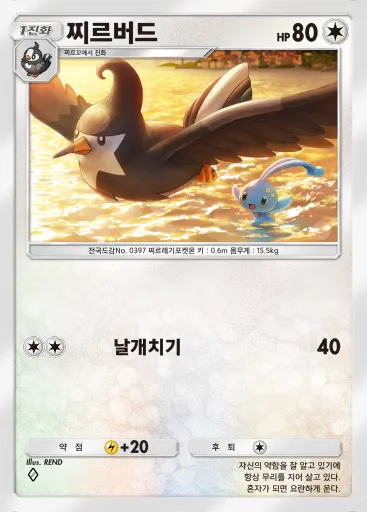 1진화
찌르버드
HP 80
찌르꼬에서 진화
전국도감No. 0397 찌르레기포켓몬 키 : 0.6m 몸무게 : 15.5kg
날개치기 40
약점 +20 후퇴
Illus. REND
자신의 약함을 잘 알고 있기에
항상 무리를 지어 살고 있다.
혼자가 되면 요란하게 운다.